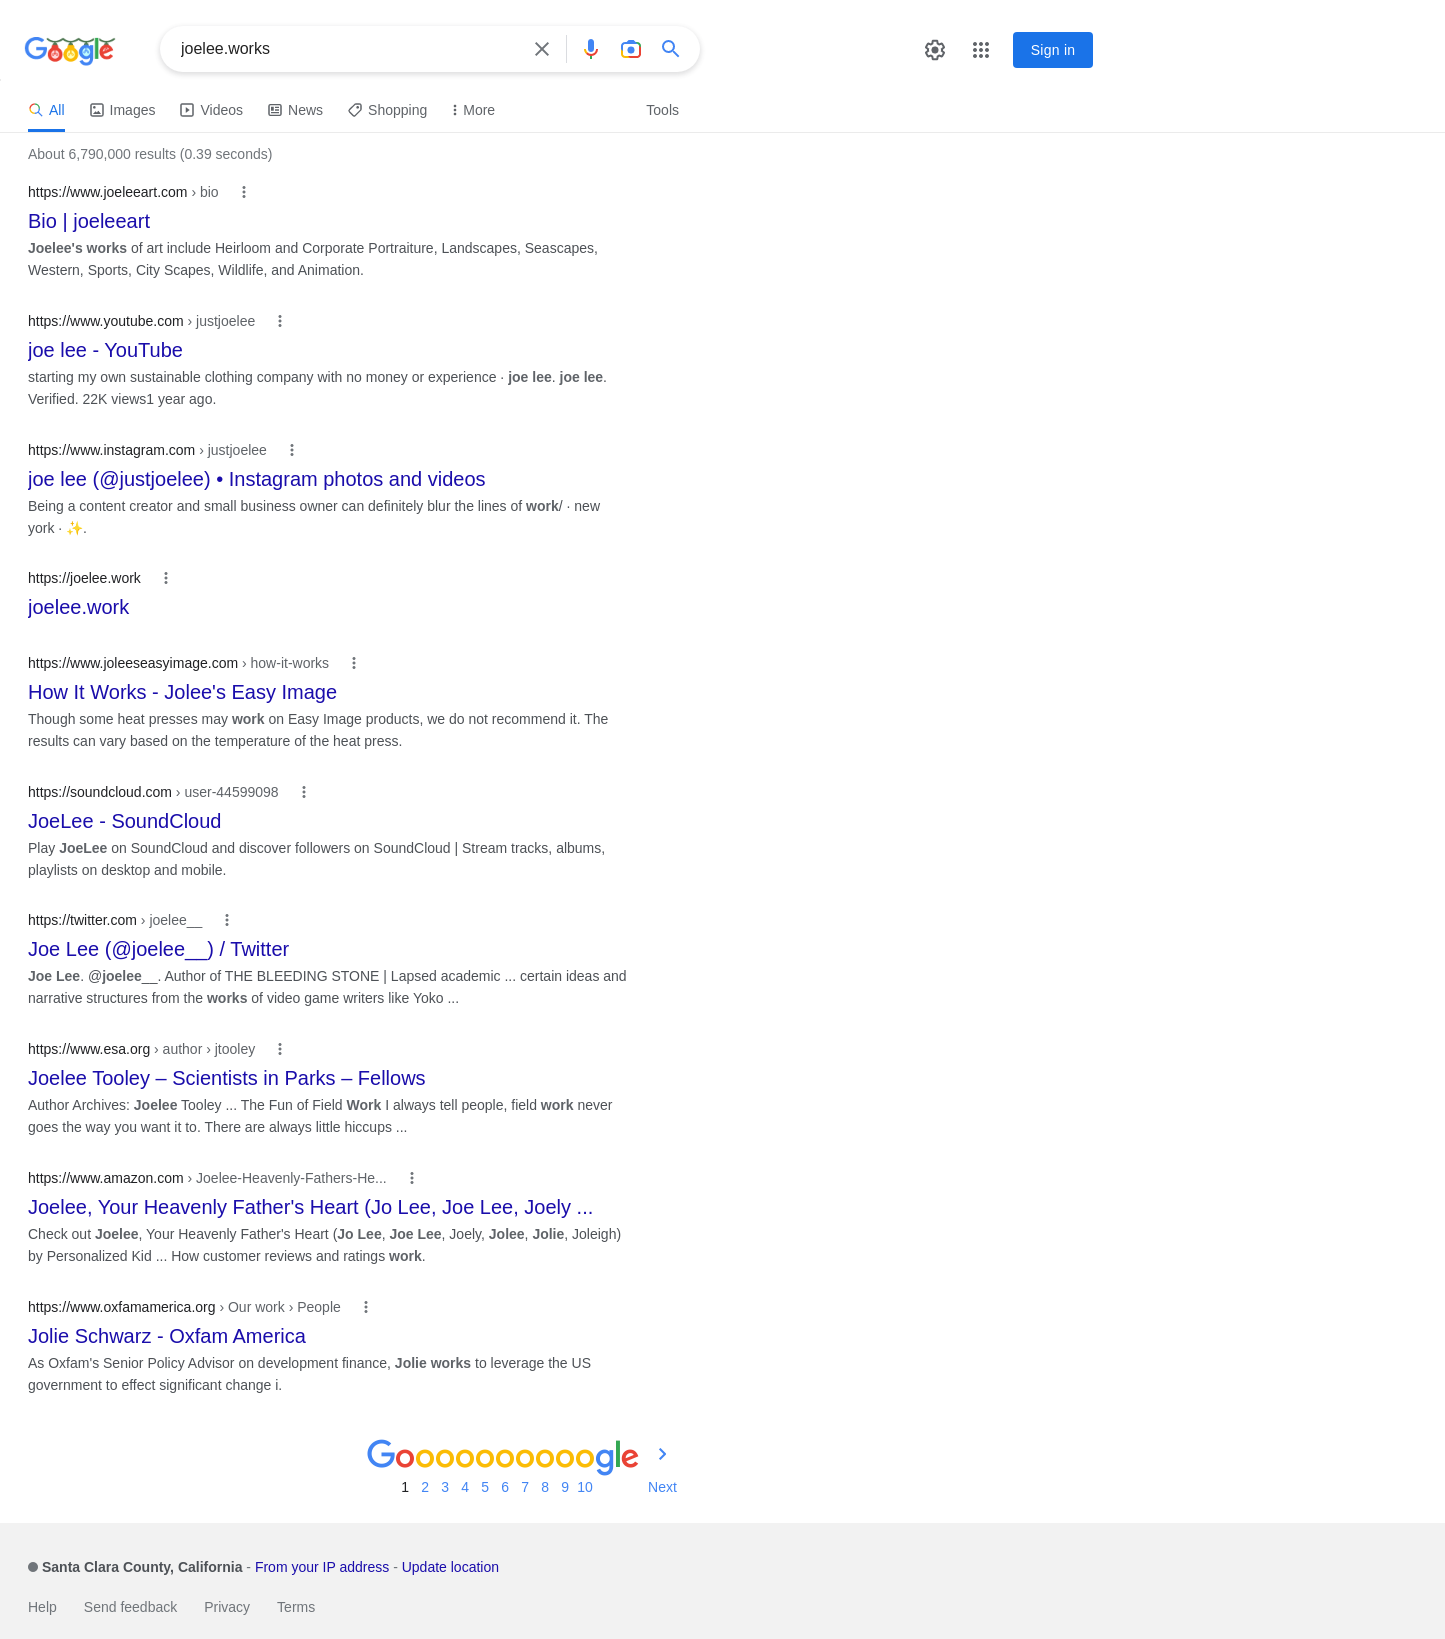 Google
joelee.works
Sign in
All Images Videos News Shopping More Tools
About 6,790,000 results (0.39 seconds)
https://www.joeleeart.com › bio
Bio | joeleeart
Joelee's works of art include Heirloom and Corporate Portraiture, Landscapes, Seascapes,
Western, Sports, City Scapes, Wildlife, and Animation.
https://www.youtube.com › justjoelee
joe lee - YouTube
starting my own sustainable clothing company with no money or experience · joe lee. joe lee.
Verified. 22K views1 year ago.
https://www.instagram.com › justjoelee
joe lee (@justjoelee) • Instagram photos and videos
Being a content creator and small business owner can definitely blur the lines of work/ · new
york · ✨.
https://joelee.work
joelee.work
https://www.joleeseasyimage.com › how-it-works
How It Works - Jolee's Easy Image
Though some heat presses may work on Easy Image products, we do not recommend it. The
results can vary based on the temperature of the heat press.
https://soundcloud.com › user-44599098
JoeLee - SoundCloud
Play JoeLee on SoundCloud and discover followers on SoundCloud | Stream tracks, albums,
playlists on desktop and mobile.
https://twitter.com › joelee__
Joe Lee (@joelee__) / Twitter
Joe Lee. @joelee__. Author of THE BLEEDING STONE | Lapsed academic ... certain ideas and
narrative structures from the works of video game writers like Yoko ...
https://www.esa.org › author › jtooley
Joelee Tooley – Scientists in Parks – Fellows
Author Archives: Joelee Tooley ... The Fun of Field Work I always tell people, field work never
goes the way you want it to. There are always little hiccups ...
https://www.amazon.com › Joelee-Heavenly-Fathers-He...
Joelee, Your Heavenly Father's Heart (Jo Lee, Joe Lee, Joely ...
Check out Joelee, Your Heavenly Father's Heart (Jo Lee, Joe Lee, Joely, Jolee, Jolie, Joleigh)
by Personalized Kid ... How customer reviews and ratings work.
https://www.oxfamamerica.org › Our work › People
Jolie Schwarz - Oxfam America
As Oxfam's Senior Policy Advisor on development finance, Jolie works to leverage the US
government to effect significant change i.
Goooooooooogle
1 2 3 4 5 6 7 8 9 10 Next
Santa Clara County, California - From your IP address - Update location
Help Send feedback Privacy Terms